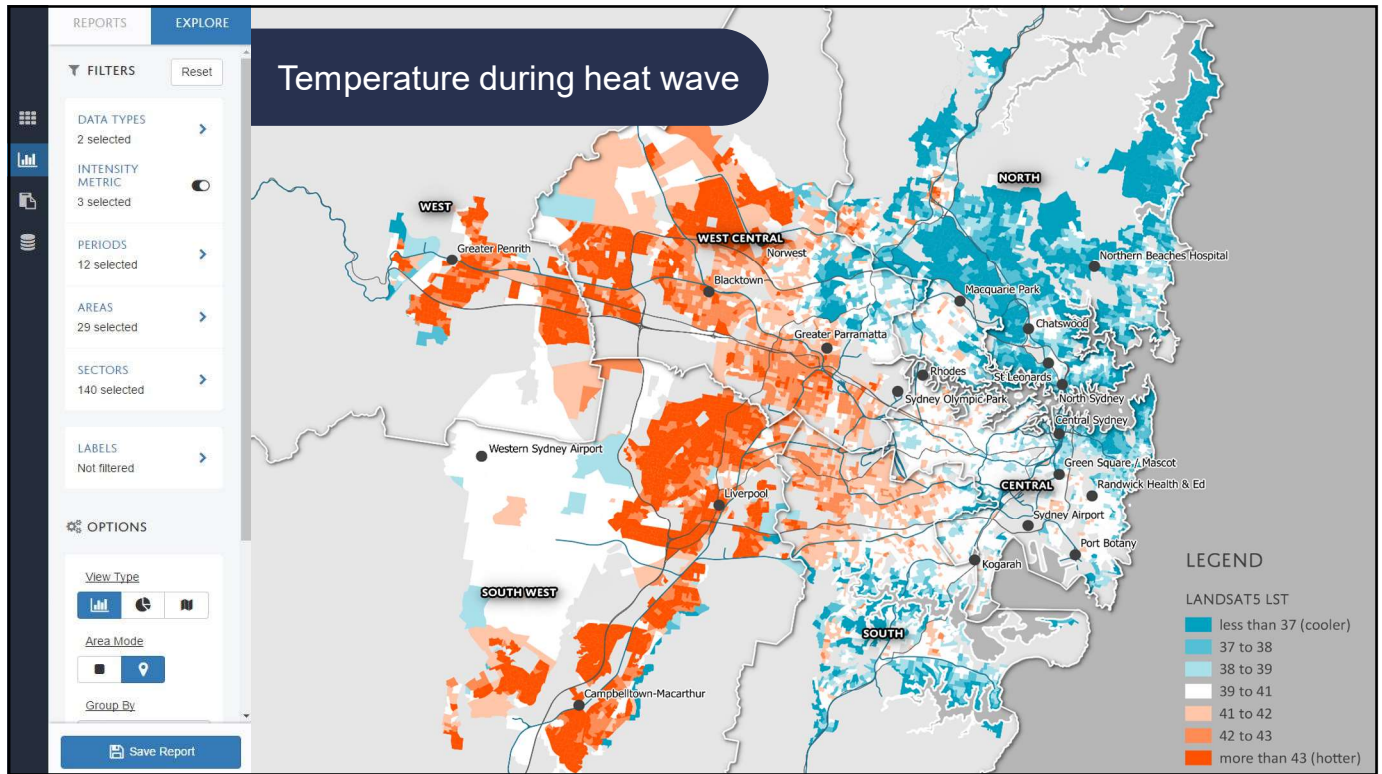 REPORTS
EXPLORE
FILTERS
Reset
DATA TYPES
2 selected
INTENSITY
METRIC
3 selected
PERIODS
12 selected
AREAS
29 selected
SECTORS
140 selected
LABELS
Not filtered
OPTIONS
View Type
Area Mode
Group By
Save Report
Temperature during heat wave
NORTH
WEST
WEST CENTRAL
Norwest
Greater Penrith
Northern Beaches Hospital
Blacktown
Macquarie Park
Chatswood
Greater Parramatta
Rhodes
St Leonards
Sydney Olympic Park
North Sydney
Central Sydney
Western Sydney Airport
Green Square / Mascot
CENTRAL
Randwick Health & Ed
Liverpool
Sydney Airport
Port Botany
Kogarah
SOUTH WEST
SOUTH
Campbelltown-Macarthur
LEGEND
LANDSAT5 LST
less than 37 (cooler)
37 to 38
38 to 39
39 to 41
41 to 42
42 to 43
more than 43 (hotter)